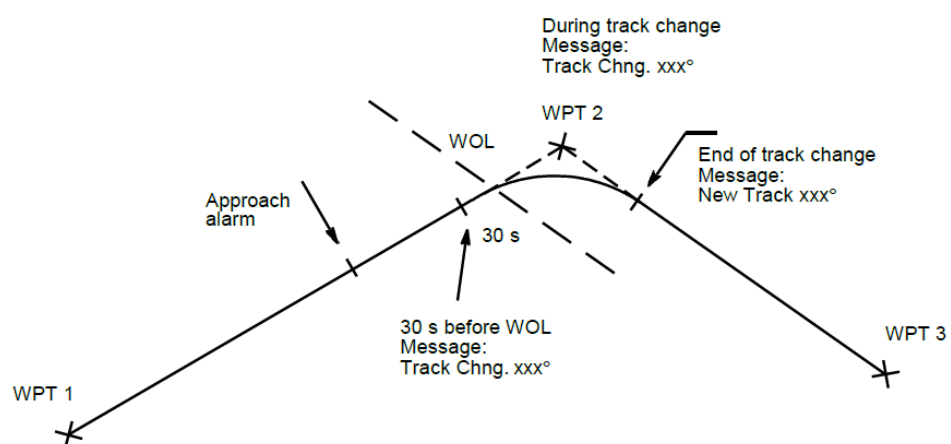 During track change
Message:
Track Chng. xxx°
WPT 2
WOL
End of track change
Message:
New Track xxx°
Approach
alarm
30 s
30 s before WOL
Message:
Track Chng. xxx°
WPT 3
WPT 1